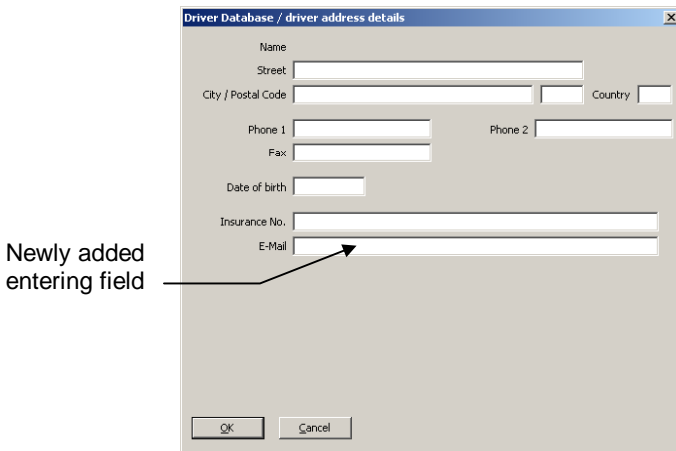 Driver Database / driver address details
Name
Street
City / Postal Code Country
Phone 1 Phone 2
Fax
Date of birth
Insurance No.
E-Mail
Newly added
entering field
OK Cancel